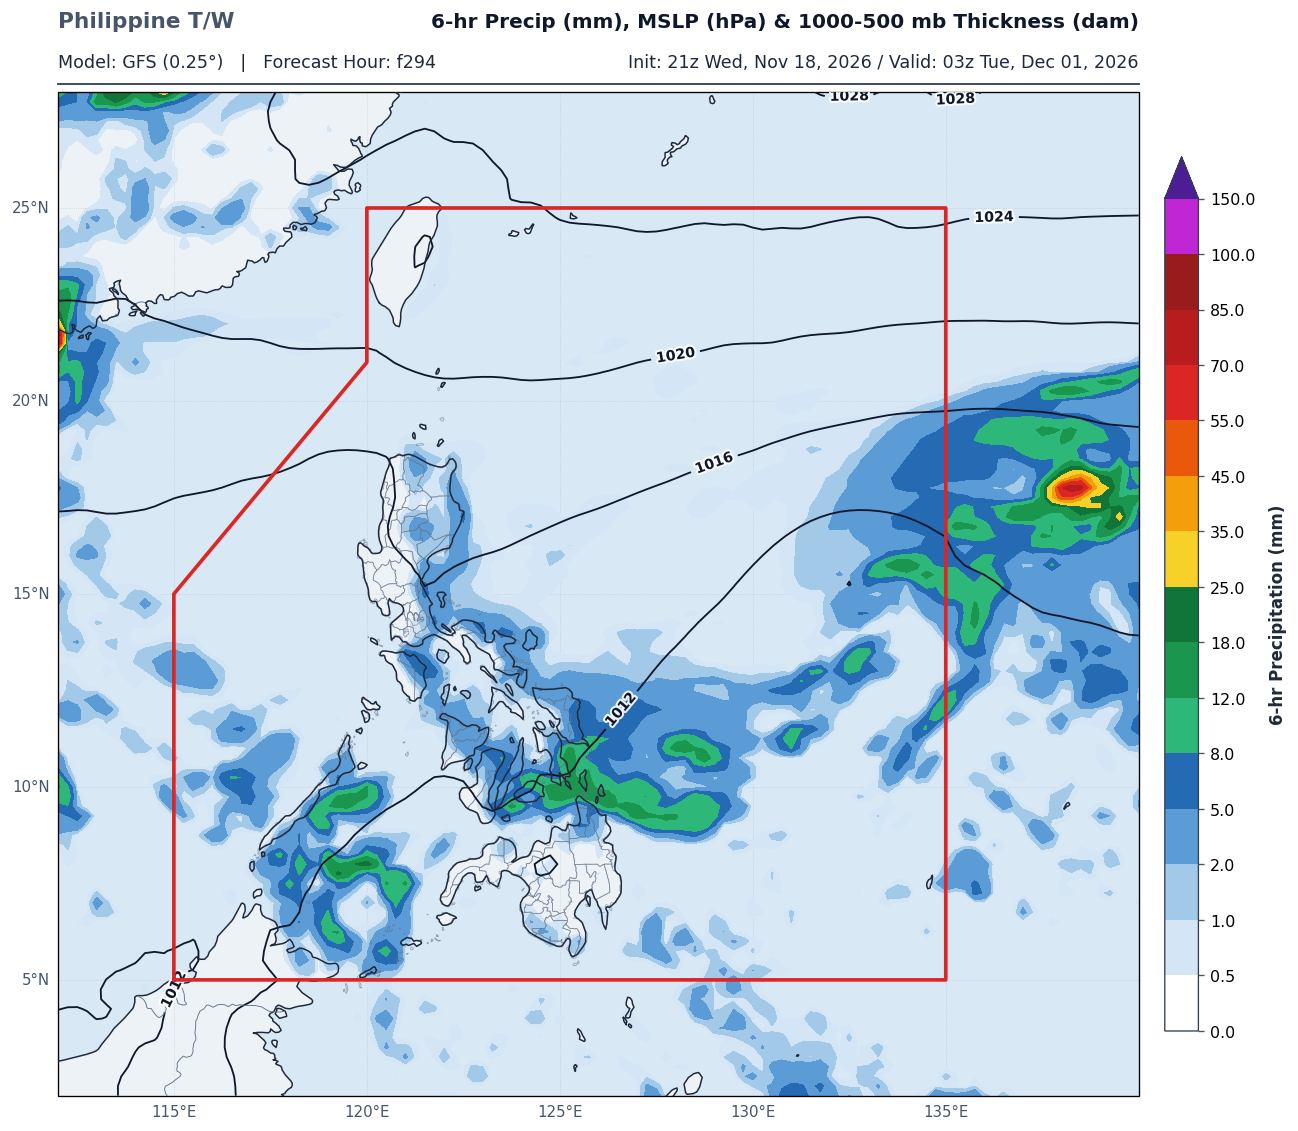 Philippine T/W
6-hr Precip (mm), MSLP (hPa) & 1000-500 mb Thickness (dam)
Model: GFS (0.25°) | Forecast Hour: f294
Init: 21z Wed, Nov 18, 2026 / Valid: 03z Tue, Dec 01, 2026
1028
1028
1024
1020
1016
1012
1012
25°N
20°N
15°N
10°N
5°N
115°E
120°E
125°E
130°E
135°E
150.0
100.0
85.0
70.0
55.0
45.0
35.0
25.0
18.0
12.0
8.0
5.0
2.0
1.0
0.5
0.0
6-hr Precipitation (mm)